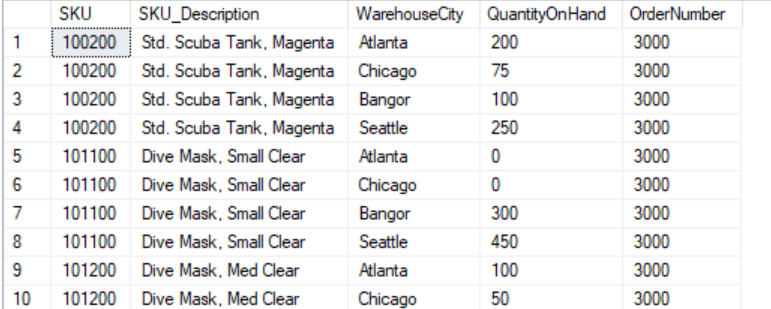 SKU SKU_Description WarehouseCity QuantityOnHand OrderNumber
1 100200 Std. Scuba Tank, Magenta Atlanta 200 3000
2 100200 Std. Scuba Tank, Magenta Chicago 75 3000
3 100200 Std. Scuba Tank, Magenta Bangor 100 3000
4 100200 Std. Scuba Tank, Magenta Seattle 250 3000
5 101100 Dive Mask, Small Clear Atlanta 0 3000
6 101100 Dive Mask, Small Clear Chicago 0 3000
7 101100 Dive Mask, Small Clear Bangor 300 3000
8 101100 Dive Mask, Small Clear Seattle 450 3000
9 101200 Dive Mask, Med Clear Atlanta 100 3000
10 101200 Dive Mask, Med Clear Chicago 50 3000